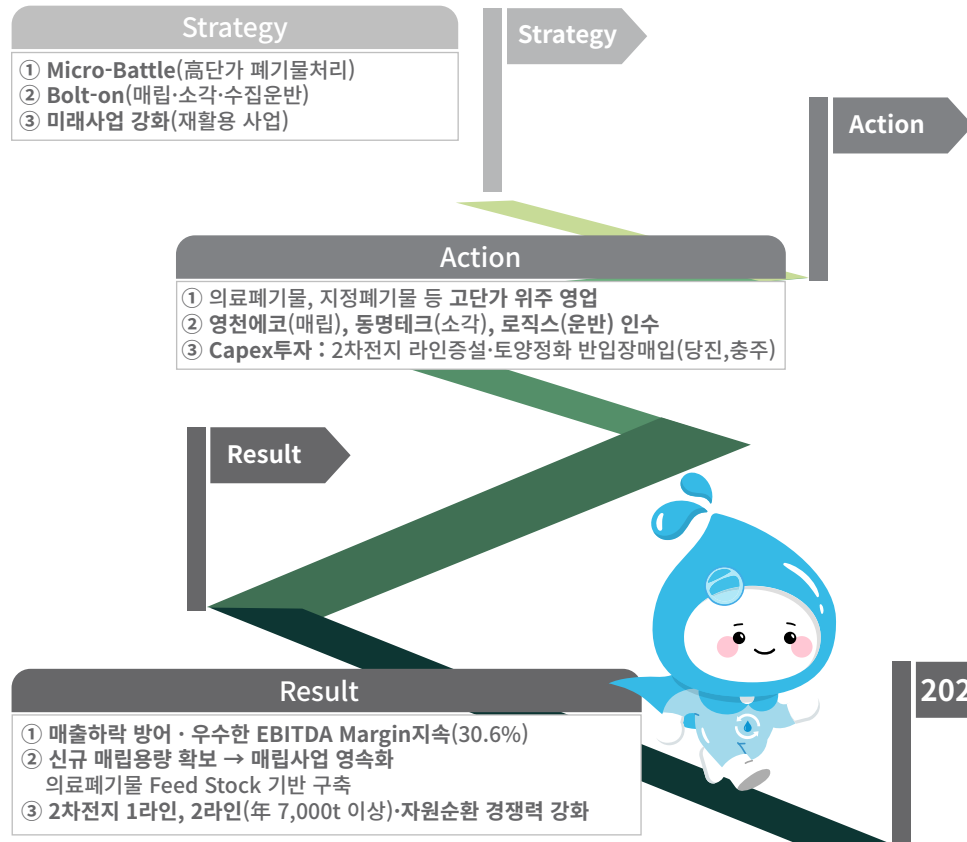 Strategy
① Micro-Battle(高단가 폐기물처리)
② Bolt-on(매립·소각·수집운반)
③ 미래사업 강화(재활용 사업)
Strategy
Action
Action
① 의료폐기물, 지정폐기물 등 고단가 위주 영업
② 영천에코(매립), 동명테크(소각), 로직스(운반) 인수
③ Capex투자 : 2차전지 라인증설·토양정화 반입장매입(당진,충주)
Result
Result
① 매출하락 방어 · 우수한 EBITDA Margin지속(30.6%)
② 신규 매립용량 확보 → 매립사업 영속화
의료폐기물 Feed Stock 기반 구축
③ 2차전지 1라인, 2라인(年 7,000t 이상)·자원순환 경쟁력 강화